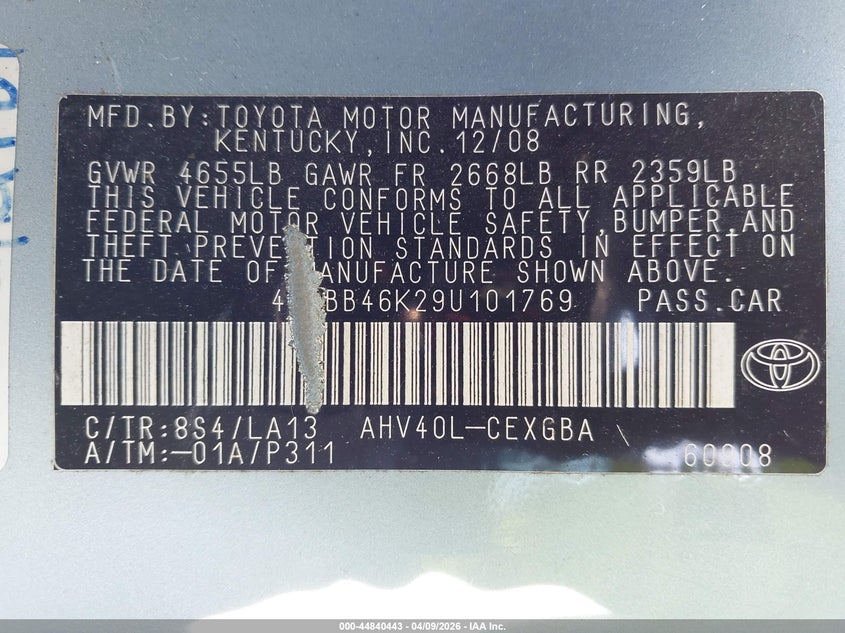 MFD.BY:TOYOTA MOTOR MANUFACTURING,
KENTUCKY,INC.12/08
GVWR 4655LB GAWR FR 2668LB RR 2359LB
THIS VEHICLE CONFORMS TO ALL APPLICABLE
FEDERAL MOTOR VEHICLE SAFETY,BUMPER,AND
THEFT PREVENTION STANDARDS IN EFFECT ON
THE DATE OF MANUFACTURE SHOWN ABOVE.
PASS.CAR
C/TR:8S4/LA13 AHV40L-CEXGBA
A/TM:-01A/P311 60008
000-44840443 - 04/09/2026 - IAA Inc.